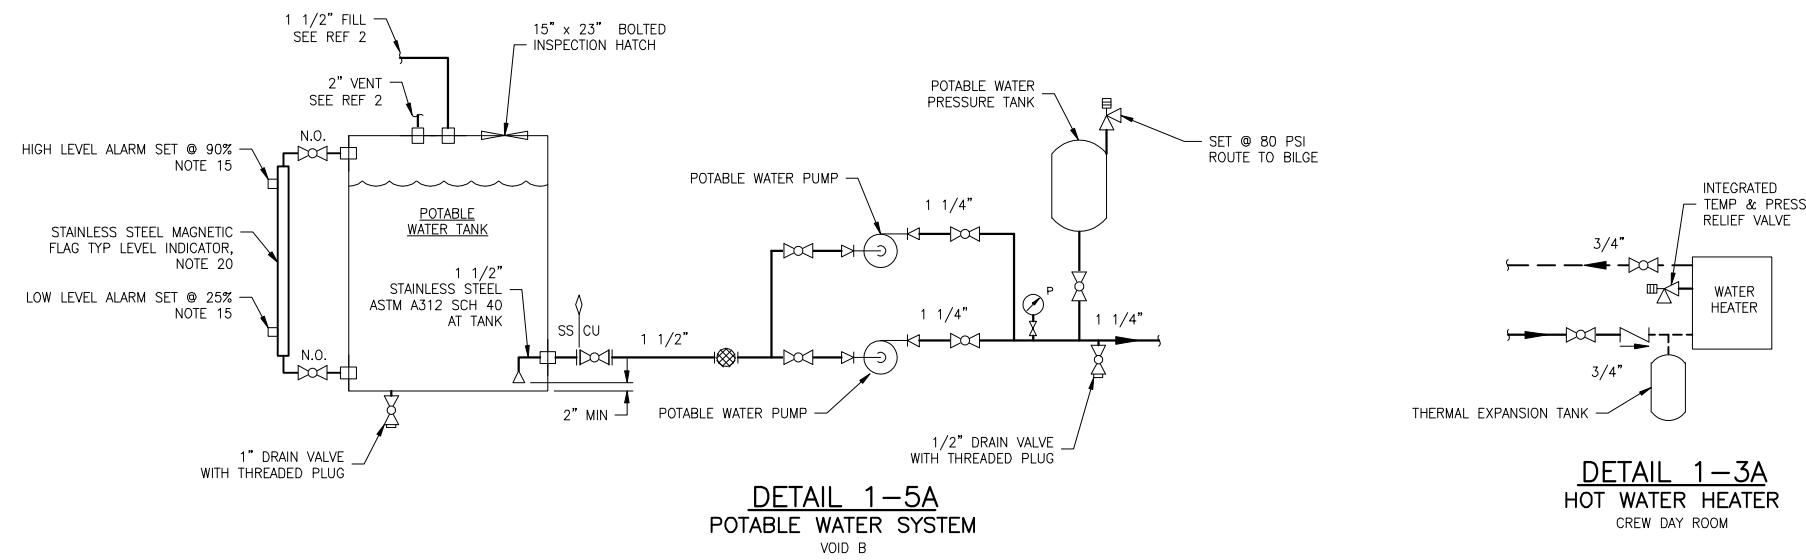 1 1/2" FILL
SEE REF 2
15" x 23" BOLTED
INSPECTION HATCH
2" VENT
SEE REF 2
N.O.
HIGH LEVEL ALARM SET @ 90%
NOTE 15
STAINLESS STEEL MAGNETIC
FLAG TYP LEVEL INDICATOR,
NOTE 20
LOW LEVEL ALARM SET @ 25%
NOTE 15
N.O.
POTABLE
WATER TANK
1 1/2"
STAINLESS STEEL
ASTM A312 SCH 40
AT TANK
SS CU
1 1/2"
2" MIN
1" DRAIN VALVE
WITH THREADED PLUG
POTABLE WATER PUMP
1 1/4"
1 1/4"
POTABLE WATER PUMP
POTABLE WATER
PRESSURE TANK
SET @ 80 PSI
ROUTE TO BILGE
P
1 1/4"
1/2" DRAIN VALVE
WITH THREADED PLUG
DETAIL 1-5A
POTABLE WATER SYSTEM
VOID B
INTEGRATED
TEMP & PRESS
RELIEF VALVE
3/4"
WATER
HEATER
3/4"
THERMAL EXPANSION TANK
DETAIL 1-3A
HOT WATER HEATER
CREW DAY ROOM